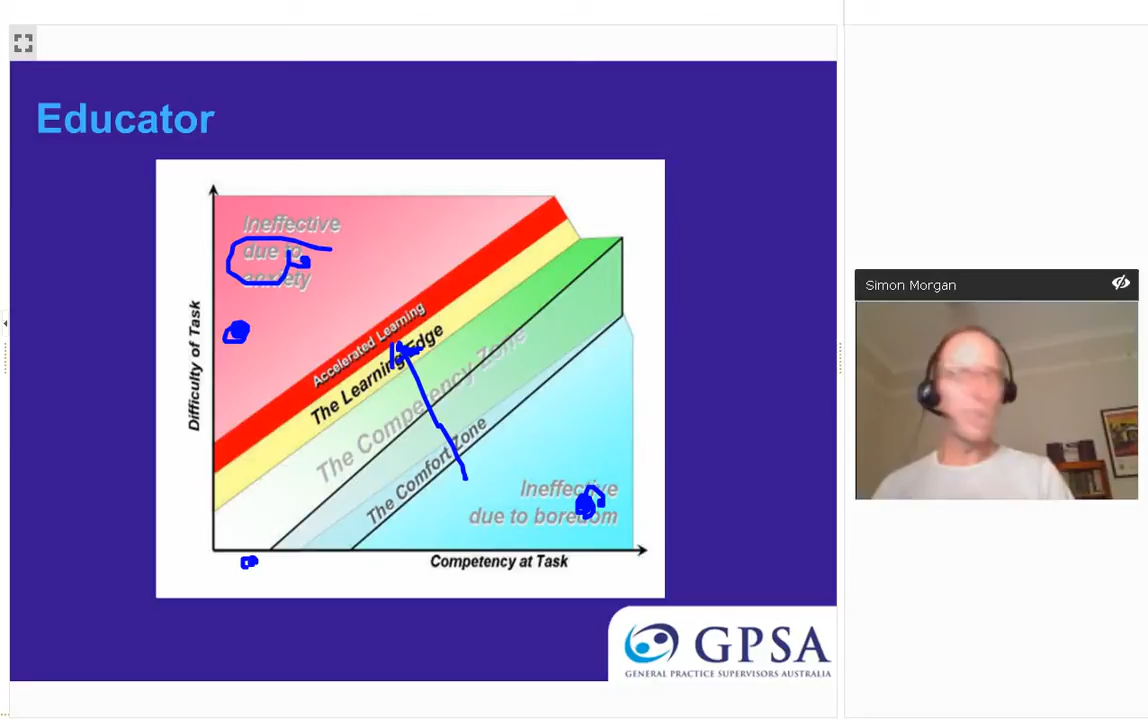 Educator
Ineffective
due to
anxiety
Accelerated Learning
The Learning Edge
The Competency Zone
The Comfort Zone
Ineffective
due to boredom
Difficulty of Task
Competency at Task
GPSA
GENERAL PRACTICE SUPERVISORS AUSTRALIA
Simon Morgan